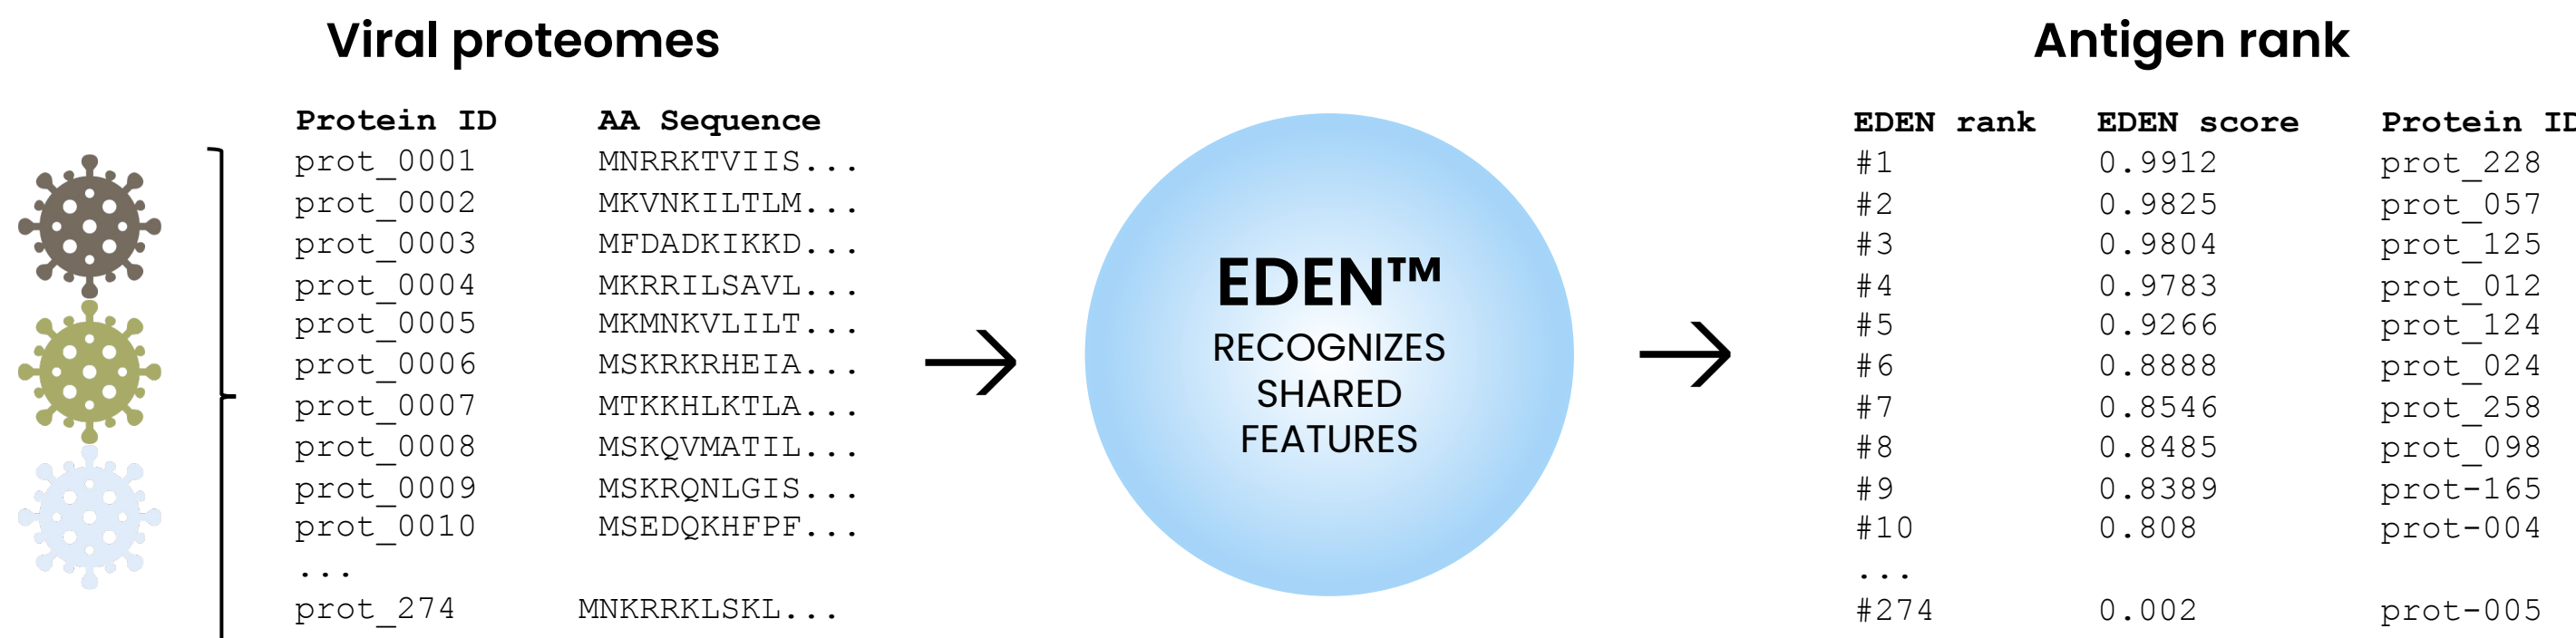 Viral proteomes
Protein ID AA Sequence
prot_0001 MNRRKTVIIS...
prot_0002 MKVNKILTLM...
prot_0003 MFDADKIKKD...
prot_0004 MKRRILSAVL...
prot_0005 MKMNKVLILT...
prot_0006 MSKRKRHEIA...
prot_0007 MTKKHLKTLA...
prot_0008 MSKQVMATIL...
prot_0009 MSKRQNLGIS...
prot_0010 MSEDQKHFPF...
...
prot_274 MNKRRKLSKL...
EDEN™
RECOGNIZES
SHARED
FEATURES
Antigen rank
EDEN rank EDEN score Protein ID
#1 0.9912 prot_228
#2 0.9825 prot_057
#3 0.9804 prot_125
#4 0.9783 prot_012
#5 0.9266 prot_124
#6 0.8888 prot_024
#7 0.8546 prot_258
#8 0.8485 prot_098
#9 0.8389 prot-165
#10 0.808 prot-004
...
#274 0.002 prot-005